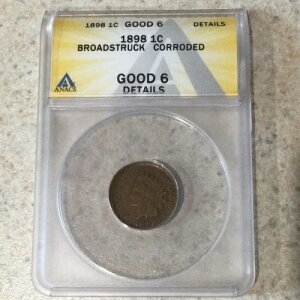 1898 1C GOOD 6 DETAILS
1898 1C
BROADSTRUCK CORRODED
GOOD 6
DETAILS
ANACS